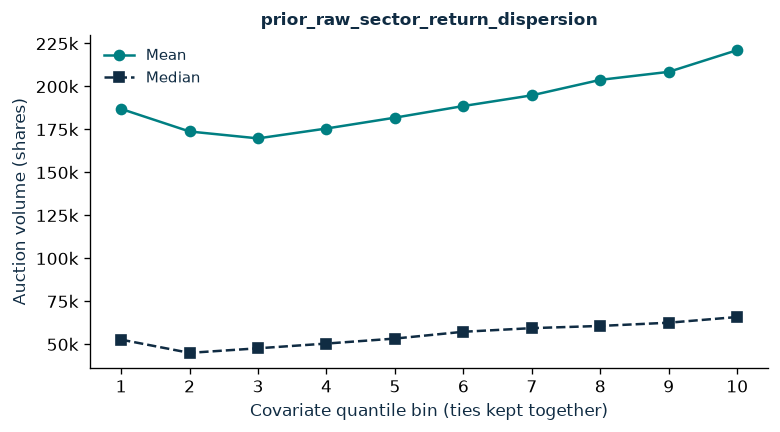 prior_raw_sector_return_dispersion
Mean
Median
Auction volume (shares)
225k
200k
175k
150k
125k
100k
75k
50k
1 2 3 4 5 6 7 8 9 10
Covariate quantile bin (ties kept together)